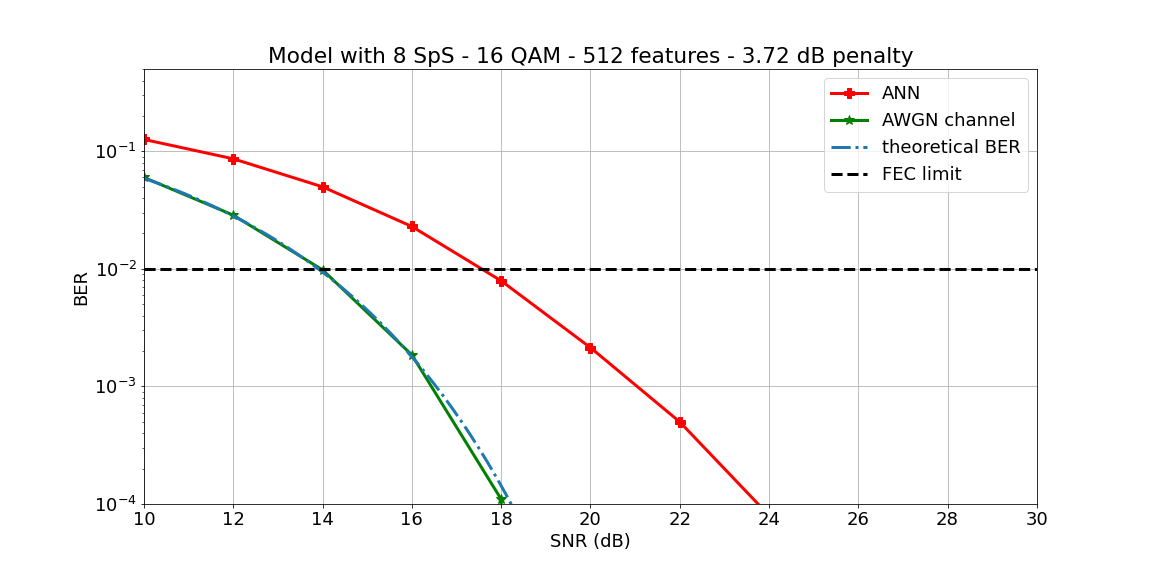 Model with 8 SpS - 16 QAM - 512 features - 3.72 dB penalty
ANN
AWGN channel
theoretical BER
FEC limit
BER
10⁻¹
10⁻²
10⁻³
10⁻⁴
10 12 14 16 18 20 22 24 26 28 30
SNR (dB)